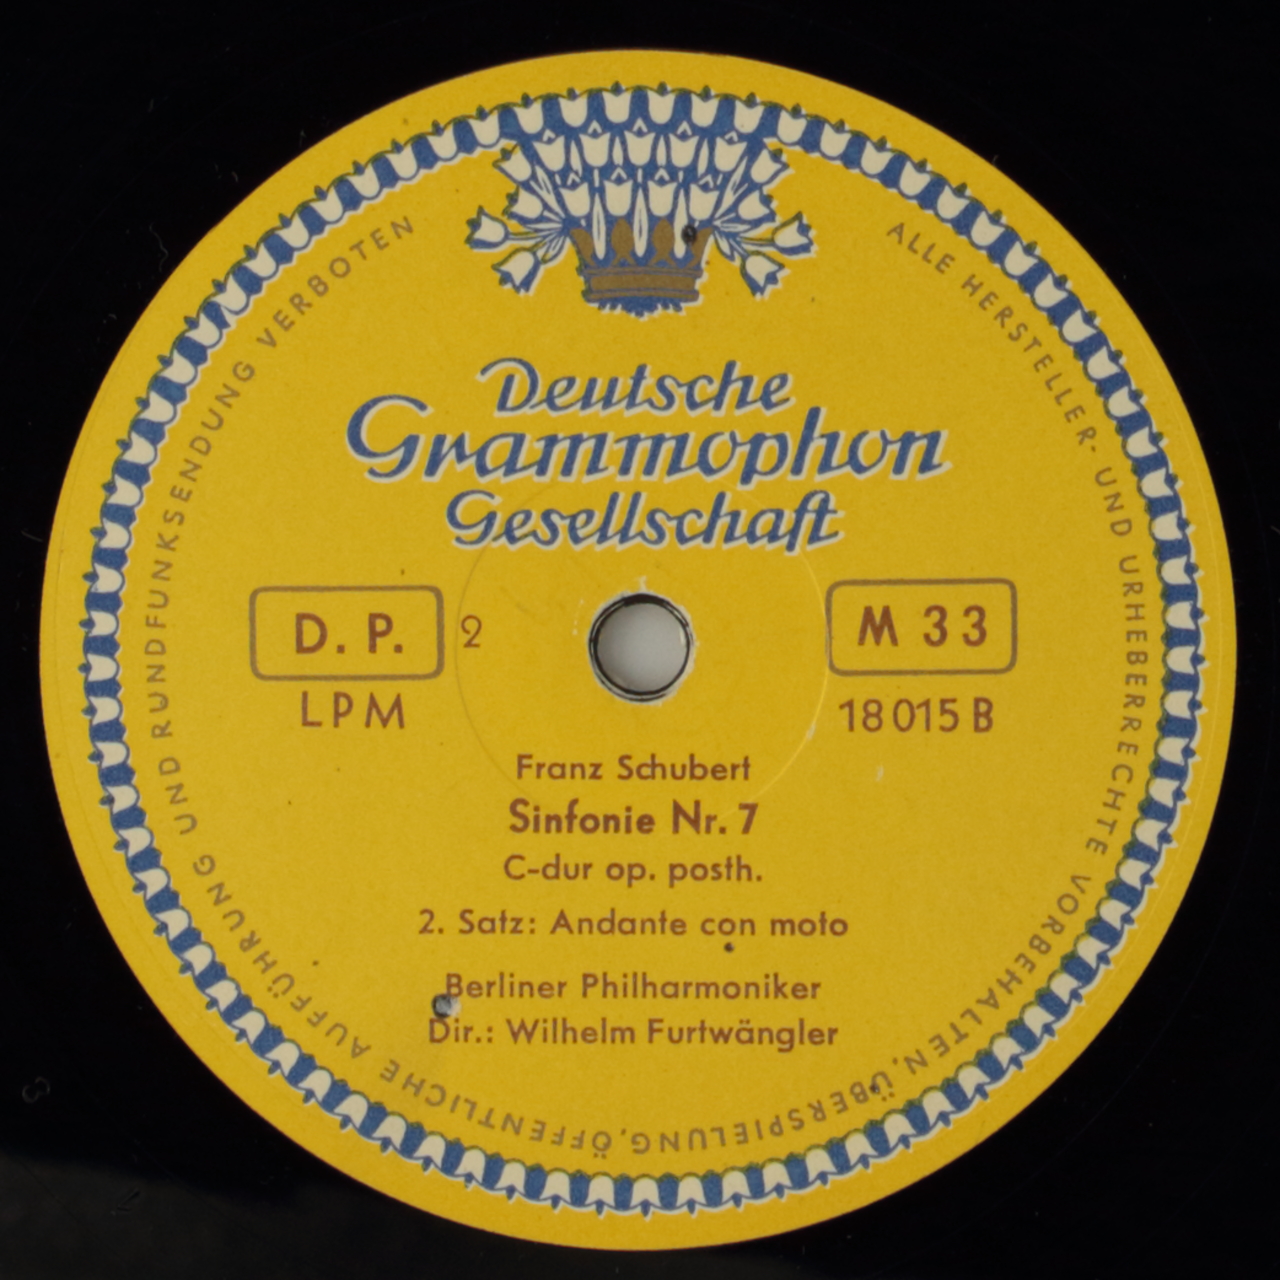 Deutsche
Grammophon
Gesellschaft
D. P.
2
M 33
LPM
18 015 B
Franz Schubert
Sinfonie Nr. 7
C-dur op. posth.
2. Satz: Andante con moto
Berliner Philharmoniker
Dir.: Wilhelm Furtwängler
ALLE HERSTELLER- UND URHEBERRECHTE VORBEHALTEN, ÜBERSPIELUNG, ÖFFENTLICHE AUFFÜHRUNG UND RUNDFUNKSENDUNG VERBOTEN